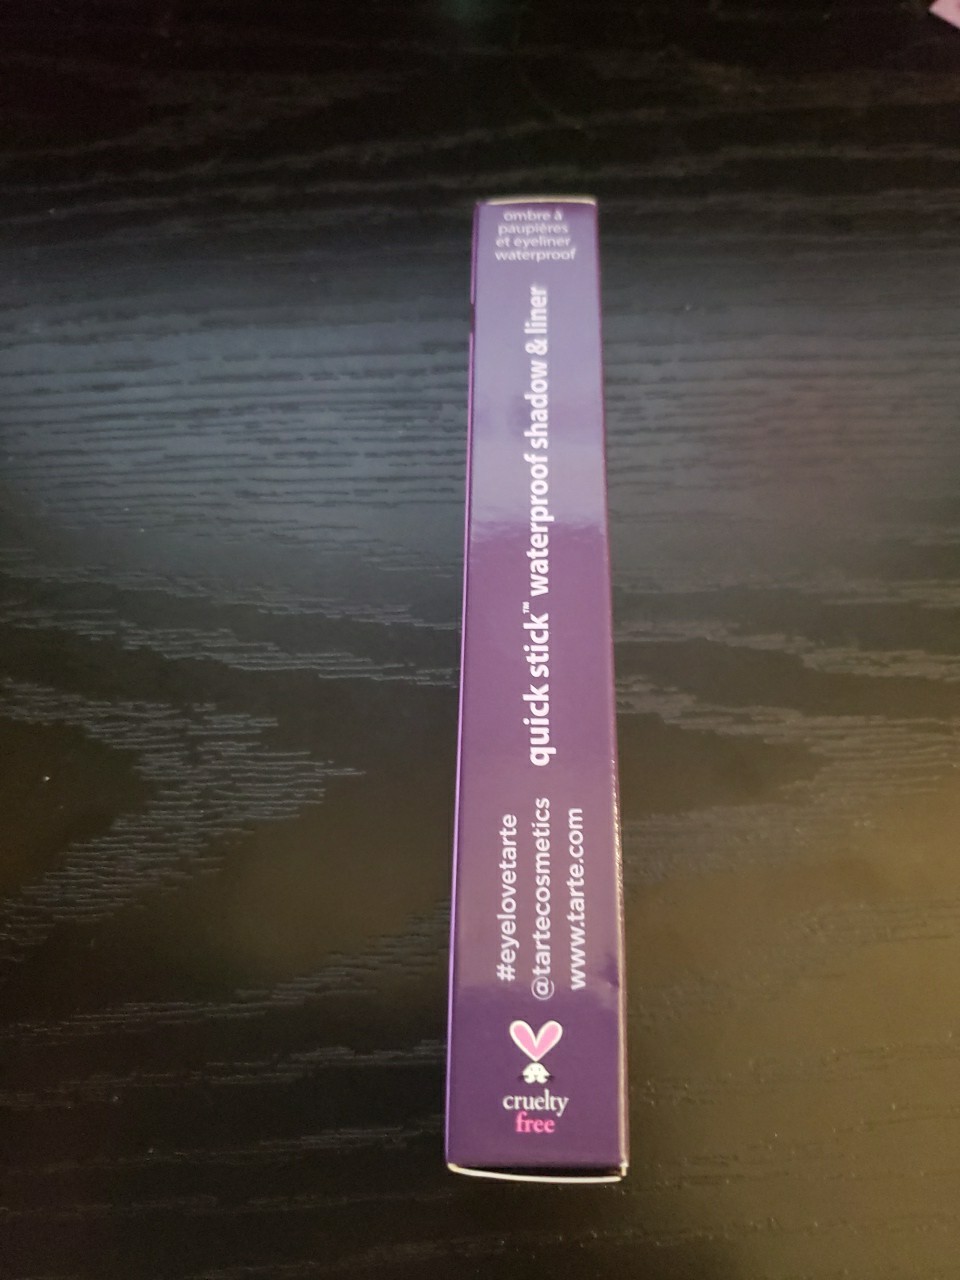 ombre à
paupières
et eyeliner
waterproof
quick stick™ waterproof shadow & liner
#eyelovetarte
@tartecosmetics
www.tarte.com
cruelty
free